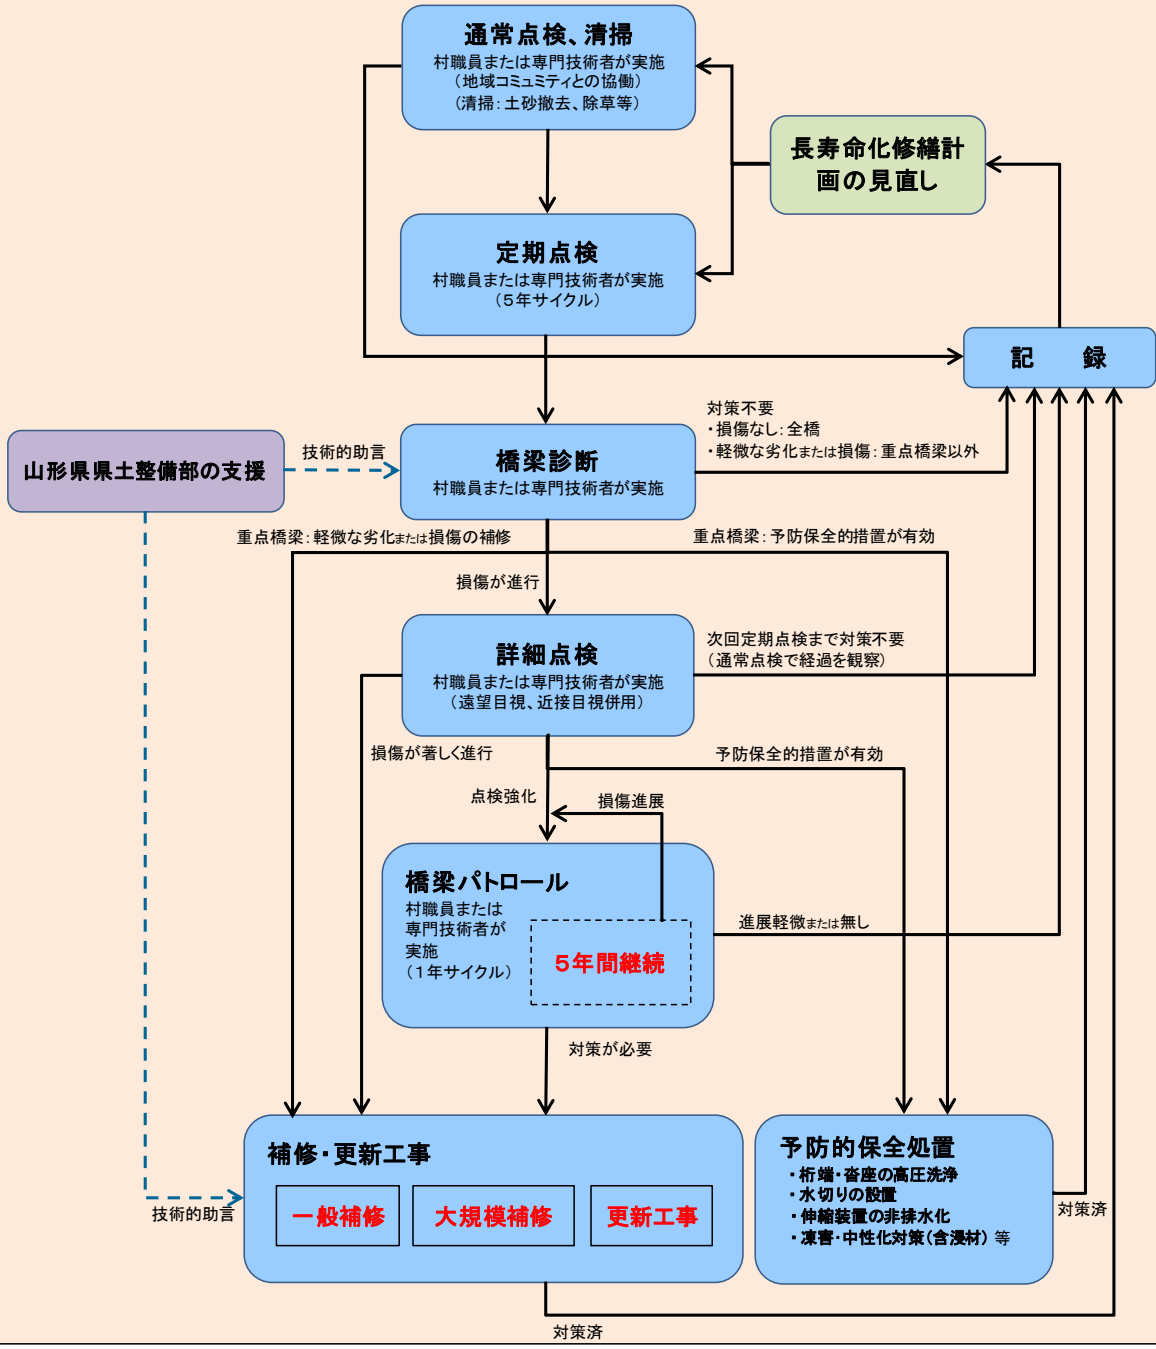 通常点検、清掃
村職員または専門技術者が実施
（地域コミュミティとの協働）
（清掃：土砂撤去、除草等）
長寿命化修繕計
画の見直し
定期点検
村職員または専門技術者が実施
（５年サイクル）
記　録
対策不要
・損傷なし：全橋
・軽微な劣化または損傷：重点橋梁以外
山形県県土整備部の支援
技術的助言
橋梁診断
村職員または専門技術者が実施
重点橋梁：軽微な劣化または損傷の補修
重点橋梁：予防保全的措置が有効
損傷が進行
詳細点検
村職員または専門技術者が実施
（遠望目視、近接目視併用）
次回定期点検まで対策不要
（通常点検で経過を観察）
損傷が著しく進行
予防保全的措置が有効
点検強化
損傷進展
橋梁パトロール
村職員または
専門技術者が
実施
（１年サイクル）
５年間継続
進展軽微または無し
対策が必要
補修・更新工事
一般補修
大規模補修
更新工事
技術的助言
予防的保全処置
・桁端・沓座の高圧洗浄
・水切りの設置
・伸縮装置の非排水化
・凍害・中性化対策（含浸材） 等
対策済
対策済